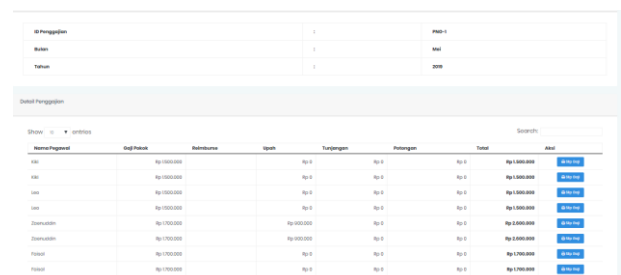 ID Penggajian : PNG-1
Bulan : Mei
Tahun : 2019
Detail Penggajian
Show entries Search:
Nama Pegawai Gaji Pokok Reimburse Upah Tunjangan Potongan Total Aksi
Kiki Rp 1.500.000 Rp 0 Rp 0 Rp 0 Rp 1.500.000 Slip Gaji
Kiki Rp 1.500.000 Rp 0 Rp 0 Rp 0 Rp 1.500.000 Slip Gaji
Rp 1.500.000 Rp 0 Rp 0 Rp 0 Rp 1.500.000 Slip Gaji
Rp 1.500.000 Rp 0 Rp 0 Rp 0 Rp 1.500.000 Slip Gaji
Zaenuddin Rp 1.700.000 Rp 900.000 Rp 0 Rp 0 Rp 2.600.000 Slip Gaji
Zaenuddin Rp 1.700.000 Rp 900.000 Rp 0 Rp 0 Rp 2.600.000 Slip Gaji
Faisal Rp 1.700.000 Rp 0 Rp 0 Rp 0 Rp 1.700.000 Slip Gaji
Faisal Rp 1.700.000 Rp 0 Rp 0 Rp 0 Rp 1.700.000 Slip Gaji